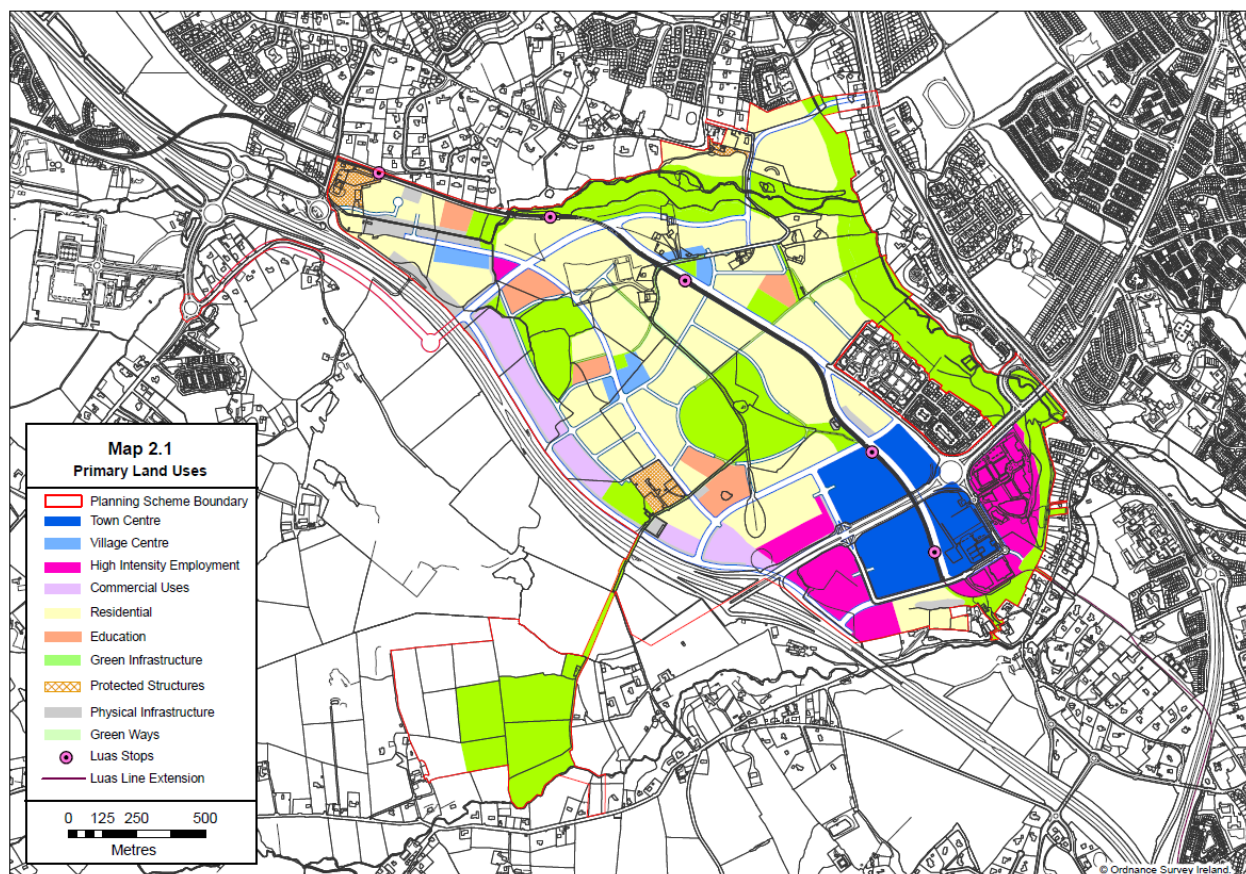 Map 2.1
Primary Land Uses
Planning Scheme Boundary
Town Centre
Village Centre
High Intensity Employment
Commercial Uses
Residential
Education
Green Infrastructure
Protected Structures
Physical Infrastructure
Green Ways
Luas Stops
Luas Line Extension
0 125 250 500
Metres
© Ordnance Survey Ireland.